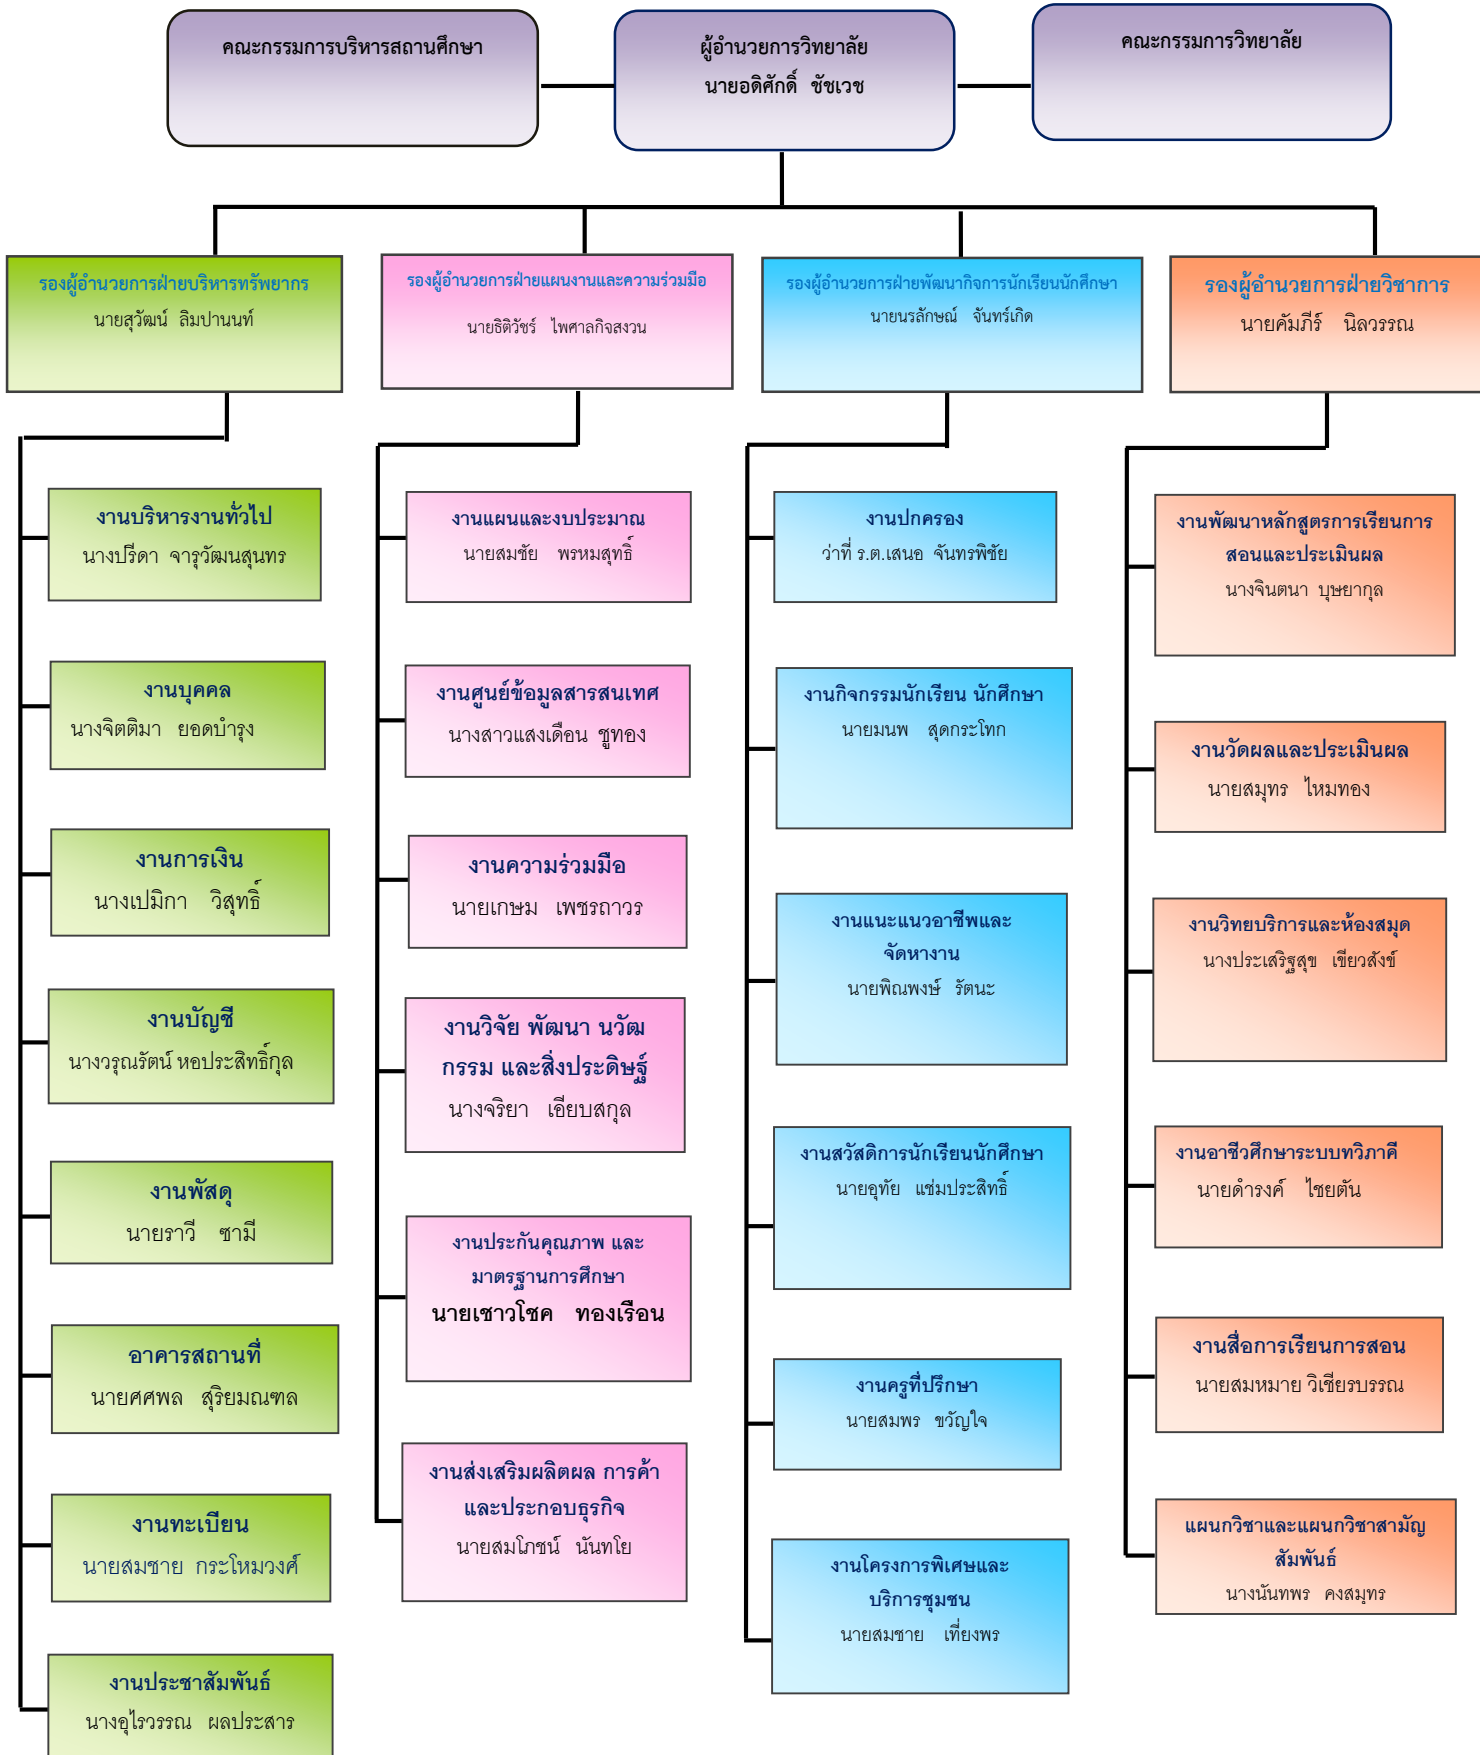 คณะกรรมการบริหารสถานศึกษา
ผู้อำนวยการวิทยาลัย
นายอดิศักดิ์ ชัชเวช
คณะกรรมการวิทยาลัย
รองผู้อำนวยการฝ่ายบริหารทรัพยากร
นายสุวัฒน์ ลิมปานนท์
รองผู้อำนวยการฝ่ายแผนงานและความร่วมมือ
นายธิติวัชร์ ไพศาลกิจสงวน
รองผู้อำนวยการฝ่ายพัฒนากิจการนักเรียนนักศึกษา
นายนรลักษณ์ จันทร์เกิด
รองผู้อำนวยการฝ่ายวิชาการ
นายคัมภีร์ นิลวรรณ
งานบริหารงานทั่วไป
นางปรีดา จารุวัฒนสุนทร
งานบุคคล
นางจิตติมา ยอดบำรุง
งานการเงิน
นางเปมิกา วิสุทธิ์
งานบัญชี
นางวรุณรัตน์ หอประสิทธิ์กุล
งานพัสดุ
นายราวี ซามี
อาคารสถานที่
นายศศพล สุริยมณฑล
งานทะเบียน
นายสมชาย กระโหมวงศ์
งานประชาสัมพันธ์
นางอุไรวรรณ ผลประสาร
งานแผนและงบประมาณ
นายสมชัย พรหมสุทธิ์
งานศูนย์ข้อมูลสารสนเทศ
นางสาวแสงเดือน ชูทอง
งานความร่วมมือ
นายเกษม เพชรถาวร
งานวิจัย พัฒนา นวัฒ
กรรม และสิ่งประดิษฐ์
นางจริยา เอียบสกุล
งานประกันคุณภาพ และ
มาตรฐานการศึกษา
นายเชาวโชค ทองเรือน
งานส่งเสริมผลิตผล การค้า
และประกอบธุรกิจ
นายสมโภชน์ นันทโย
งานปกครอง
ว่าที่ ร.ต.เสนอ จันทรพิชัย
งานกิจกรรมนักเรียน นักศึกษา
นายมนพ สุดกระโทก
งานแนะแนวอาชีพและ
จัดหางาน
นายพิณพงษ์ รัตนะ
งานสวัสดิการนักเรียนนักศึกษา
นายอุทัย แช่มประสิทธิ์
งานครูที่ปรึกษา
นายสมพร ขวัญใจ
งานโครงการพิเศษและ
บริการชุมชน
นายสมชาย เที่ยงพร
งานพัฒนาหลักสูตรการเรียนการ
สอนและประเมินผล
นางจินตนา บุษยากุล
งานวัดผลและประเมินผล
นายสมุทร ไหมทอง
งานวิทยบริการและห้องสมุด
นางประเสริฐสุข เขียวสังข์
งานอาชีวศึกษาระบบทวิภาคี
นายดำรงค์ ไชยตัน
งานสื่อการเรียนการสอน
นายสมหมาย วิเชียรบรรณ
แผนกวิชาและแผนกวิชาสามัญ
สัมพันธ์
นางนันทพร คงสมุทร